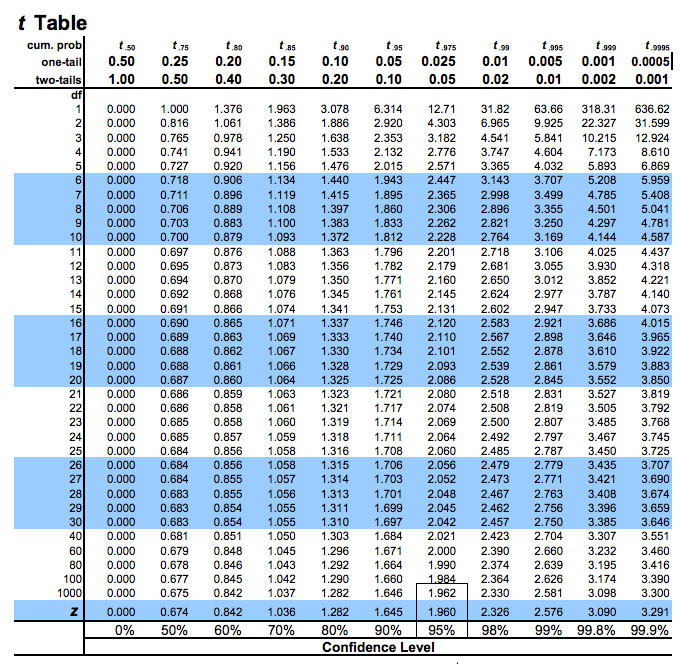 t Table
cum. prob t .50 t .75 t .80 t .85 t .90 t .95 t .975 t .99 t .995 t .999 t .9995
one-tail 0.50 0.25 0.20 0.15 0.10 0.05 0.025 0.01 0.005 0.001 0.0005
two-tails 1.00 0.50 0.40 0.30 0.20 0.10 0.05 0.02 0.01 0.002 0.001
df
1 0.000 1.000 1.376 1.963 3.078 6.314 12.71 31.82 63.66 318.31 636.62
2 0.000 0.816 1.061 1.386 1.886 2.920 4.303 6.965 9.925 22.327 31.599
3 0.000 0.765 0.978 1.250 1.638 2.353 3.182 4.541 5.841 10.215 12.924
4 0.000 0.741 0.941 1.190 1.533 2.132 2.776 3.747 4.604 7.173 8.610
5 0.000 0.727 0.920 1.156 1.476 2.015 2.571 3.365 4.032 5.893 6.869
6 0.000 0.718 0.906 1.134 1.440 1.943 2.447 3.143 3.707 5.208 5.959
7 0.000 0.711 0.896 1.119 1.415 1.895 2.365 2.998 3.499 4.785 5.408
8 0.000 0.706 0.889 1.108 1.397 1.860 2.306 2.896 3.355 4.501 5.041
9 0.000 0.703 0.883 1.100 1.383 1.833 2.262 2.821 3.250 4.297 4.781
10 0.000 0.700 0.879 1.093 1.372 1.812 2.228 2.764 3.169 4.144 4.587
11 0.000 0.697 0.876 1.088 1.363 1.796 2.201 2.718 3.106 4.025 4.437
12 0.000 0.695 0.873 1.083 1.356 1.782 2.179 2.681 3.055 3.930 4.318
13 0.000 0.694 0.870 1.079 1.350 1.771 2.160 2.650 3.012 3.852 4.221
14 0.000 0.692 0.868 1.076 1.345 1.761 2.145 2.624 2.977 3.787 4.140
15 0.000 0.691 0.866 1.074 1.341 1.753 2.131 2.602 2.947 3.733 4.073
16 0.000 0.690 0.865 1.071 1.337 1.746 2.120 2.583 2.921 3.686 4.015
17 0.000 0.689 0.863 1.069 1.333 1.740 2.110 2.567 2.898 3.646 3.965
18 0.000 0.688 0.862 1.067 1.330 1.734 2.101 2.552 2.878 3.610 3.922
19 0.000 0.688 0.861 1.066 1.328 1.729 2.093 2.539 2.861 3.579 3.883
20 0.000 0.687 0.860 1.064 1.325 1.725 2.086 2.528 2.845 3.552 3.850
21 0.000 0.686 0.859 1.063 1.323 1.721 2.080 2.518 2.831 3.527 3.819
22 0.000 0.686 0.858 1.061 1.321 1.717 2.074 2.508 2.819 3.505 3.792
23 0.000 0.685 0.858 1.060 1.319 1.714 2.069 2.500 2.807 3.485 3.768
24 0.000 0.685 0.857 1.059 1.318 1.711 2.064 2.492 2.797 3.467 3.745
25 0.000 0.684 0.856 1.058 1.316 1.708 2.060 2.485 2.787 3.450 3.725
26 0.000 0.684 0.856 1.058 1.315 1.706 2.056 2.479 2.779 3.435 3.707
27 0.000 0.684 0.855 1.057 1.314 1.703 2.052 2.473 2.771 3.421 3.690
28 0.000 0.683 0.855 1.056 1.313 1.701 2.048 2.467 2.763 3.408 3.674
29 0.000 0.683 0.854 1.055 1.311 1.699 2.045 2.462 2.756 3.396 3.659
30 0.000 0.683 0.854 1.055 1.310 1.697 2.042 2.457 2.750 3.385 3.646
40 0.000 0.681 0.851 1.050 1.303 1.684 2.021 2.423 2.704 3.307 3.551
60 0.000 0.679 0.848 1.045 1.296 1.671 2.000 2.390 2.660 3.232 3.460
80 0.000 0.678 0.846 1.043 1.292 1.664 1.990 2.374 2.639 3.195 3.416
100 0.000 0.677 0.845 1.042 1.290 1.660 1.984 2.364 2.626 3.174 3.390
1000 0.000 0.675 0.842 1.037 1.282 1.646 1.962 2.330 2.581 3.098 3.300
z 0.000 0.674 0.842 1.036 1.282 1.645 1.960 2.326 2.576 3.090 3.291
0% 50% 60% 70% 80% 90% 95% 98% 99% 99.8% 99.9%
Confidence Level